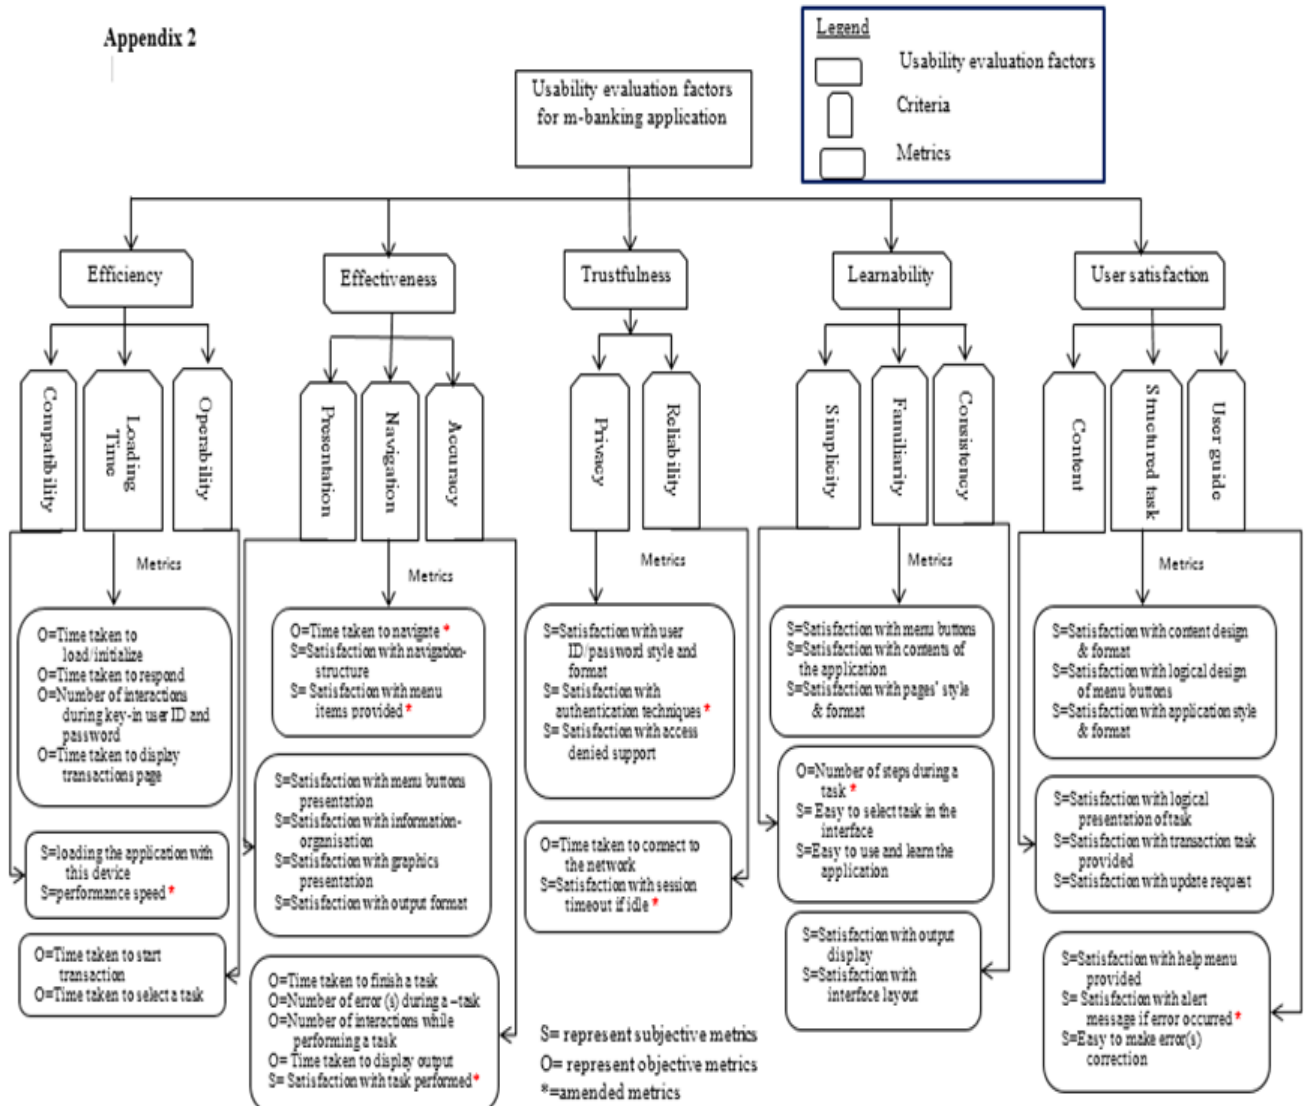 Appendix 2
Legend
Usability evaluation factors
Criteria
Metrics
Usability evaluation factors
for m-banking application
Efficiency
Effectiveness
Trustfulness
Learnability
User satisfaction
Compatibility
Loading
Time
Operability
Presentation
Navigation
Accuracy
Privacy
Reliability
Simplicity
Familiarity
Consistency
Content
Structured task
User guide
Metrics
Metrics
Metrics
Metrics
Metrics
O=Time taken to
load/initialize
O=Time taken to respond
O=Number of interactions
during key-in user ID and
password
O=Time taken to display
transactions page
S=loading the application with
this device
S=performance speed *
O=Time taken to start
transaction
O=Time taken to select a task
O=Time taken to navigate *
S=Satisfaction with navigation-
structure
S= Satisfaction with menu
items provided *
S=Satisfaction with menu buttons
presentation
S=Satisfaction with information-
organisation
S=Satisfaction with graphics
presentation
S=Satisfaction with output format
O=Time taken to finish a task
O=Number of error (s) during a –task
O=Number of interactions while
performing a task
O= Time taken to display output
S= Satisfaction with task performed *
S=Satisfaction with user
ID/password style and
format
S= Satisfaction with
authentication techniques *
S= Satisfaction with access
denied support
O=Time taken to connect to
the network
S=Satisfaction with session
timeout if idle *
S=Satisfaction with menu buttons
S=Satisfaction with contents of
the application
S=Satisfaction with pages' style
& format
O=Number of steps during a
task *
S= Easy to select task in the
interface
S=Easy to use and learn the
application
S=Satisfaction with output
display
S=Satisfaction with
interface layout
S=Satisfaction with content design
& format
S=Satisfaction with logical design
of menu buttons
S=Satisfaction with application style
& format
S=Satisfaction with logical
presentation of task
S=Satisfaction with transaction task
provided
S=Satisfaction with update request
S=Satisfaction with help menu
provided
S= Satisfaction with alert
message if error occurred *
S=Easy to make error(s)
correction
S= represent subjective metrics
O= represent objective metrics
*=amended metrics